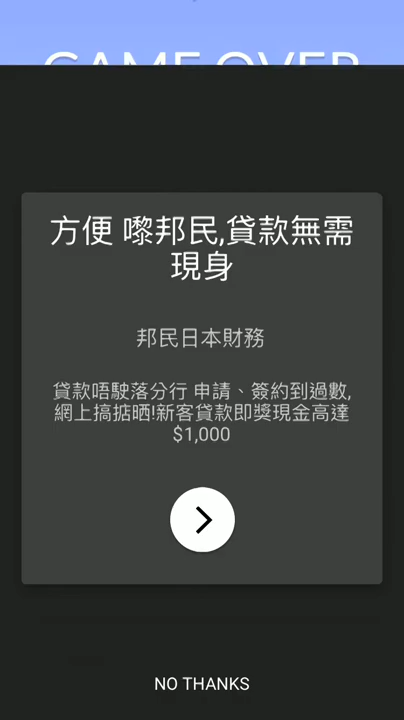 GAME OVER
方便 嚟邦民,貸款無需
現身
邦民日本財務
貸款唔駛落分行 申請、簽約到過數,
網上搞掂晒!新客貸款即獎現金高達
$1,000
NO THANKS